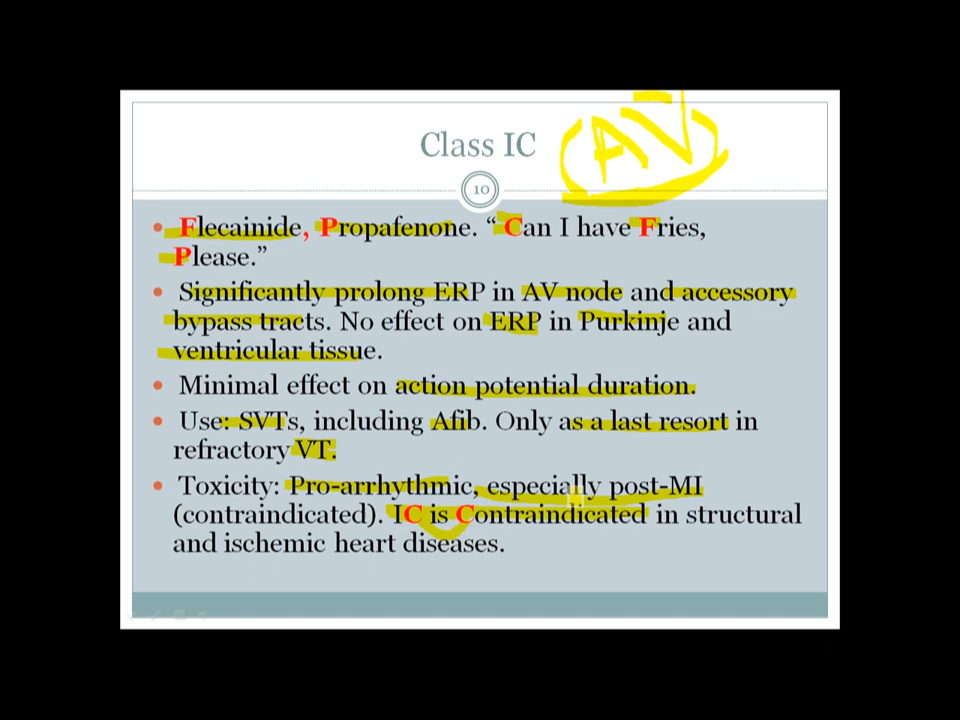 Class IC
AV
10
• Flecainide, Propafenone. “ Can I have Fries,
Please.”
• Significantly prolong ERP in AV node and accessory
bypass tracts. No effect on ERP in Purkinje and
ventricular tissue.
• Minimal effect on action potential duration.
• Use: SVTs, including Afib. Only as a last resort in
refractory VT.
• Toxicity: Pro-arrhythmic, especially post-MI
(contraindicated). IC is Contraindicated in structural
and ischemic heart diseases.